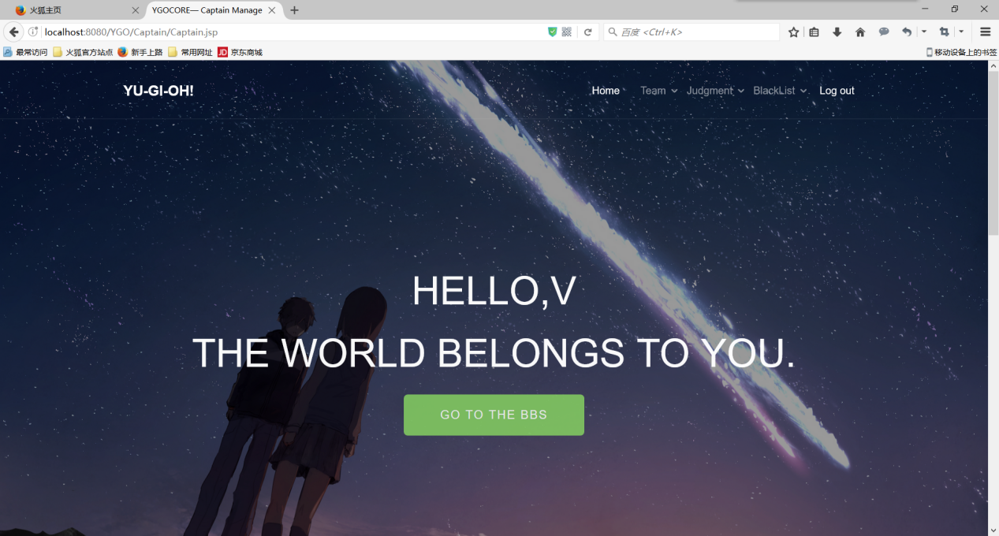 火狐主页
YGOCORE— Captain Manage
localhost:8080/YGO/Captain/Captain.jsp
百度 <Ctrl+K>
最常访问 火狐官方站点 新手上路 常用网址 JD 京东商城 移动设备上的书签
YU-GI-OH! Home Team Judgment BlackList Log out
HELLO,V
THE WORLD BELONGS TO YOU.
GO TO THE BBS